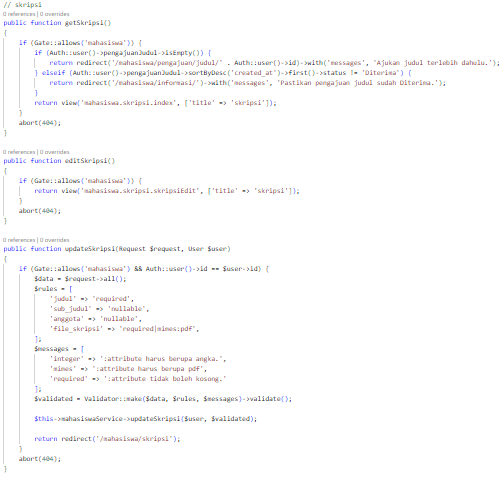 // skripsi
0 references | 0 overrides
public function getSkripsi()
{
if (Gate::allows('mahasiswa')) {
if (Auth::user()->pengajuanJudul->isEmpty()) {
return redirect('/mahasiswa/pengajuan/judul/' . Auth::user()->id)->with('messages', 'Ajukan judul terlebih dahulu.');
} elseif (Auth::user()->pengajuanJudul->sortByDesc('created_at')->first()->status != 'Diterima') {
return redirect('/mahasiswa/informasi/')->with('messages', 'Pastikan pengajuan judul sudah Diterima.');
}
return view('mahasiswa.skripsi.index', ['title' => 'skripsi']);
}
abort(404);
}
0 references | 0 overrides
public function editSkripsi()
{
if (Gate::allows('mahasiswa')) {
return view('mahasiswa.skripsi.skripsiEdit', ['title' => 'skripsi']);
}
abort(404);
}
0 references | 0 overrides
public function updateSkripsi(Request $request, User $user)
{
if (Gate::allows('mahasiswa') && Auth::user()->id == $user->id) {
$data = $request->all();
$rules = [
'judul' => 'required',
'sub_judul' => 'nullable',
'anggota' => 'nullable',
'file_skripsi' => 'required|mimes:pdf',
];
$messages = [
'integer' => ':attribute harus berupa angka.',
'mimes' => ':attribute harus berupa pdf',
'required' => ':attribute tidak boleh kosong.'
];
$validated = Validator::make($data, $rules, $messages)->validate();
$this->mahasiswaService->updateSkripsi($user, $validated);
return redirect('/mahasiswa/skripsi');
}
abort(404);
}